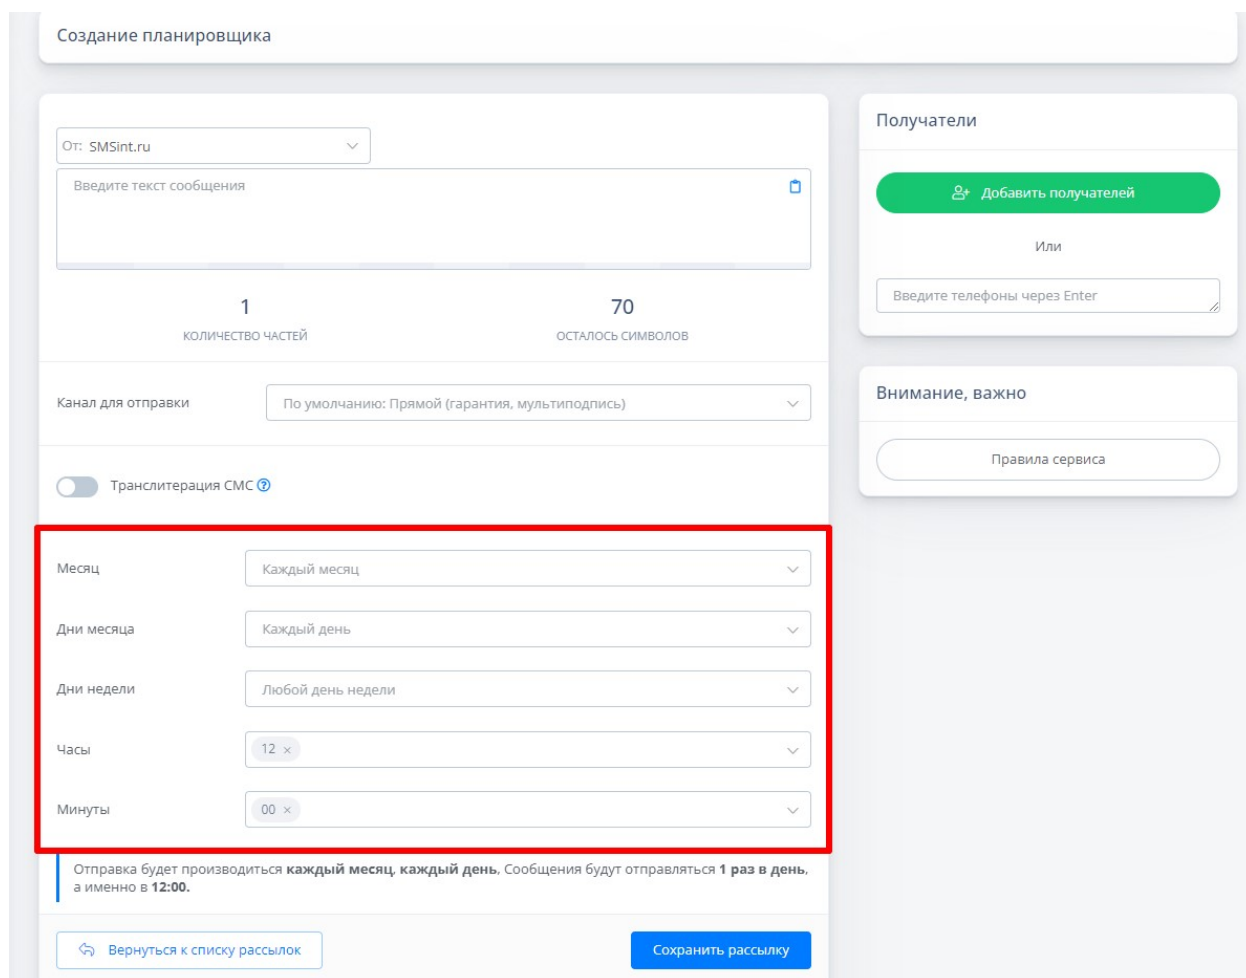 Создание планировщика
От: SMSint.ru
Введите текст сообщения
1
КОЛИЧЕСТВО ЧАСТЕЙ
70
ОСТАЛОСЬ СИМВОЛОВ
Канал для отправки
По умолчанию: Прямой (гарантия, мультиподпись)
Транслитерация СМС ?
Месяц
Каждый месяц
Дни месяца
Каждый день
Дни недели
Любой день недели
Часы
12 ×
Минуты
00 ×
Отправка будет производиться каждый месяц, каждый день, Сообщения будут отправляться 1 раз в день,
а именно в 12:00.
Вернуться к списку рассылок
Сохранить рассылку
Получатели
Добавить получателей
Или
Введите телефоны через Enter
Внимание, важно
Правила сервиса